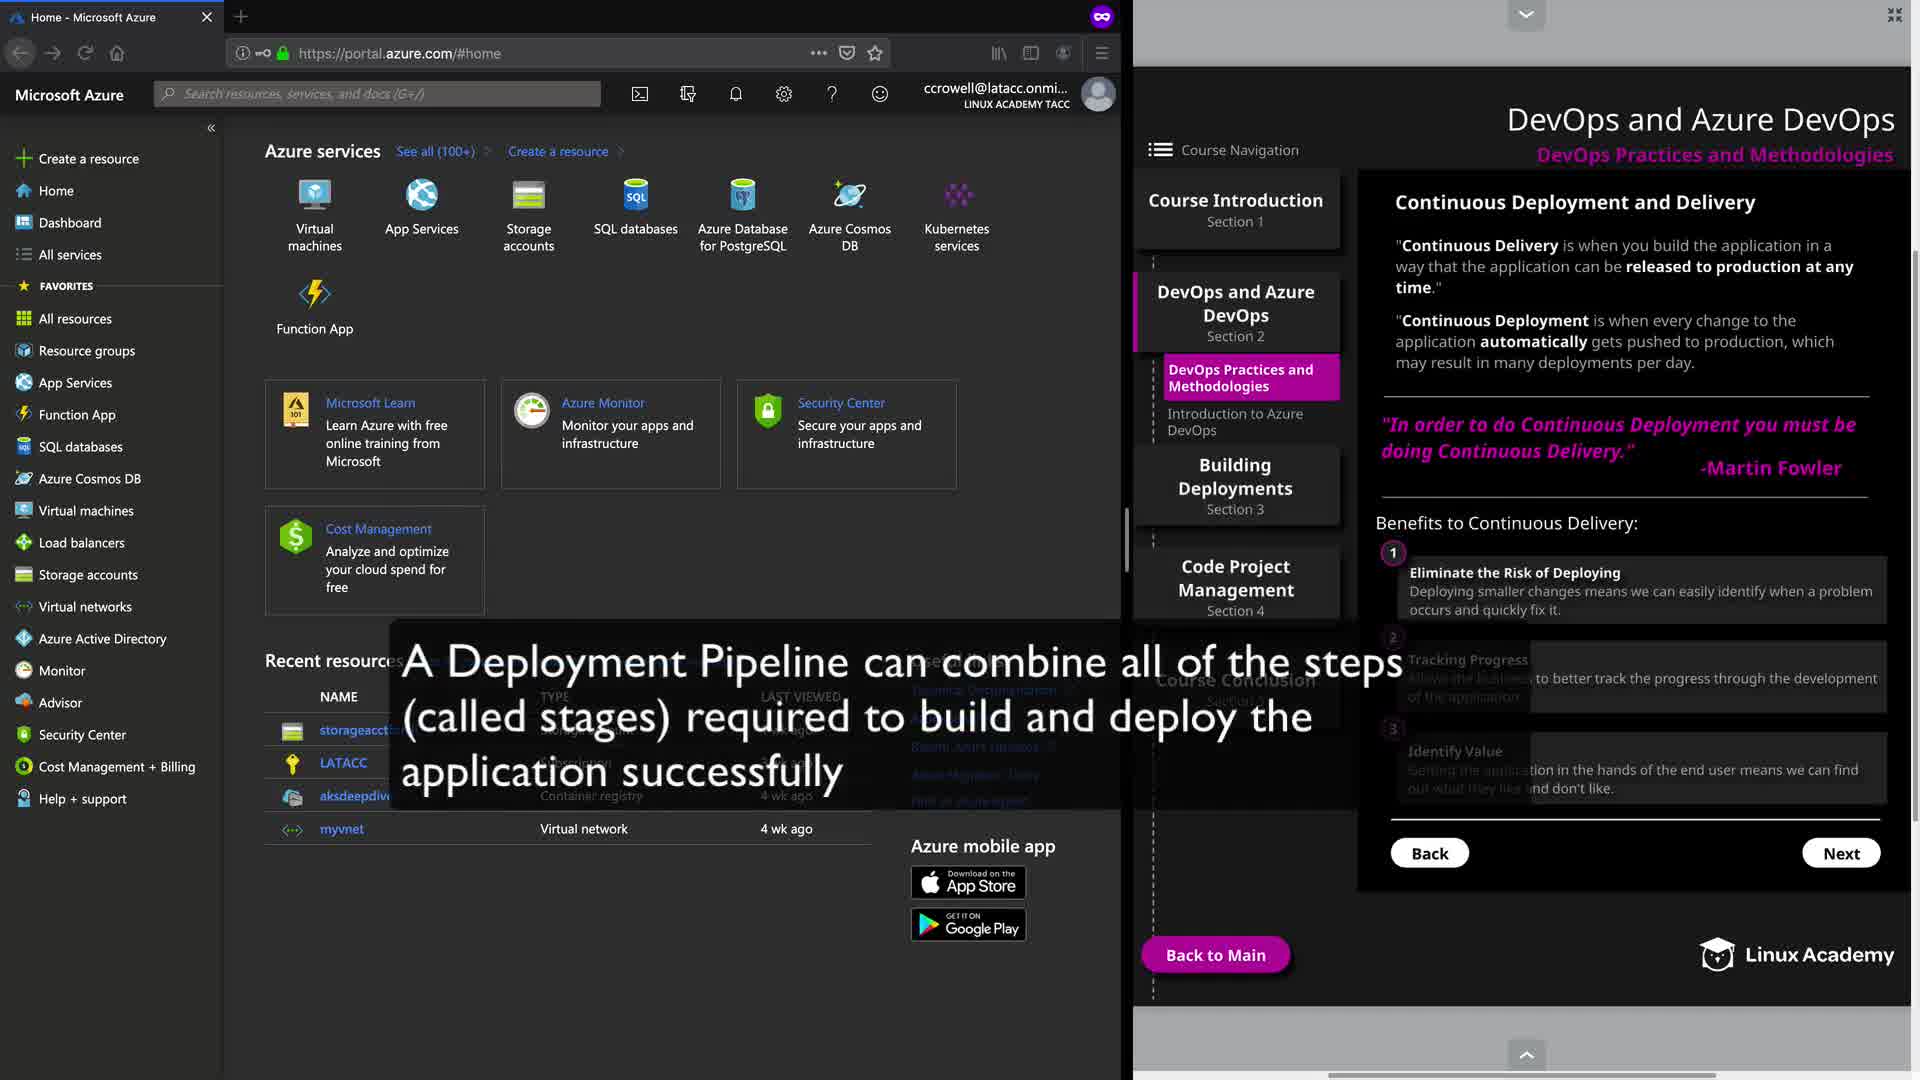 Home - Microsoft Azure
https://portal.azure.com/#home
Microsoft Azure
Search resources, services, and docs (G+/)
ccrowell@latacc.onmi...
LINUX ACADEMY TACC
Create a resource
Home
Dashboard
All services
FAVORITES
All resources
Resource groups
App Services
Function App
SQL databases
Azure Cosmos DB
Virtual machines
Load balancers
Storage accounts
Virtual networks
Azure Active Directory
Monitor
Advisor
Security Center
Cost Management + Billing
Help + support
Azure services
See all (100+)
Create a resource
Virtual
machines
App Services
Storage
accounts
SQL
SQL databases
Azure Database
for PostgreSQL
Azure Cosmos
DB
Kubernetes
services
Function App
101
Microsoft Learn
Learn Azure with free
online training from
Microsoft
Azure Monitor
Monitor your apps and
infrastructure
Security Center
Secure your apps and
infrastructure
Cost Management
Analyze and optimize
your cloud spend for
free
Recent resources
NAME
TYPE
LAST VIEWED
LATACC
Container registry
4 wk ago
myvnet
Virtual network
4 wk ago
A Deployment Pipeline can combine all of the steps
(called stages) required to build and deploy the
application successfully
Azure mobile app
Download on the
App Store
GET IT ON
Google Play
DevOps and Azure DevOps
DevOps Practices and Methodologies
Course Navigation
Course Introduction
Section 1
DevOps and Azure
DevOps
Section 2
DevOps Practices and
Methodologies
Introduction to Azure
DevOps
Building
Deployments
Section 3
Code Project
Management
Section 4
Course Conclusion
Continuous Deployment and Delivery
"Continuous Delivery is when you build the application in a
way that the application can be released to production at any
time."
"Continuous Deployment is when every change to the
application automatically gets pushed to production, which
may result in many deployments per day.
"In order to do Continuous Deployment you must be
doing Continuous Delivery."
-Martin Fowler
Benefits to Continuous Delivery:
1
Eliminate the Risk of Deploying
Deploying smaller changes means we can easily identify when a problem
occurs and quickly fix it.
2
Tracking Progress
to better track the progress through the development
of the application.
3
Identify Value
Getting the application in the hands of the end user means we can find
out what they like and don't like.
Back
Next
Back to Main
Linux Academy